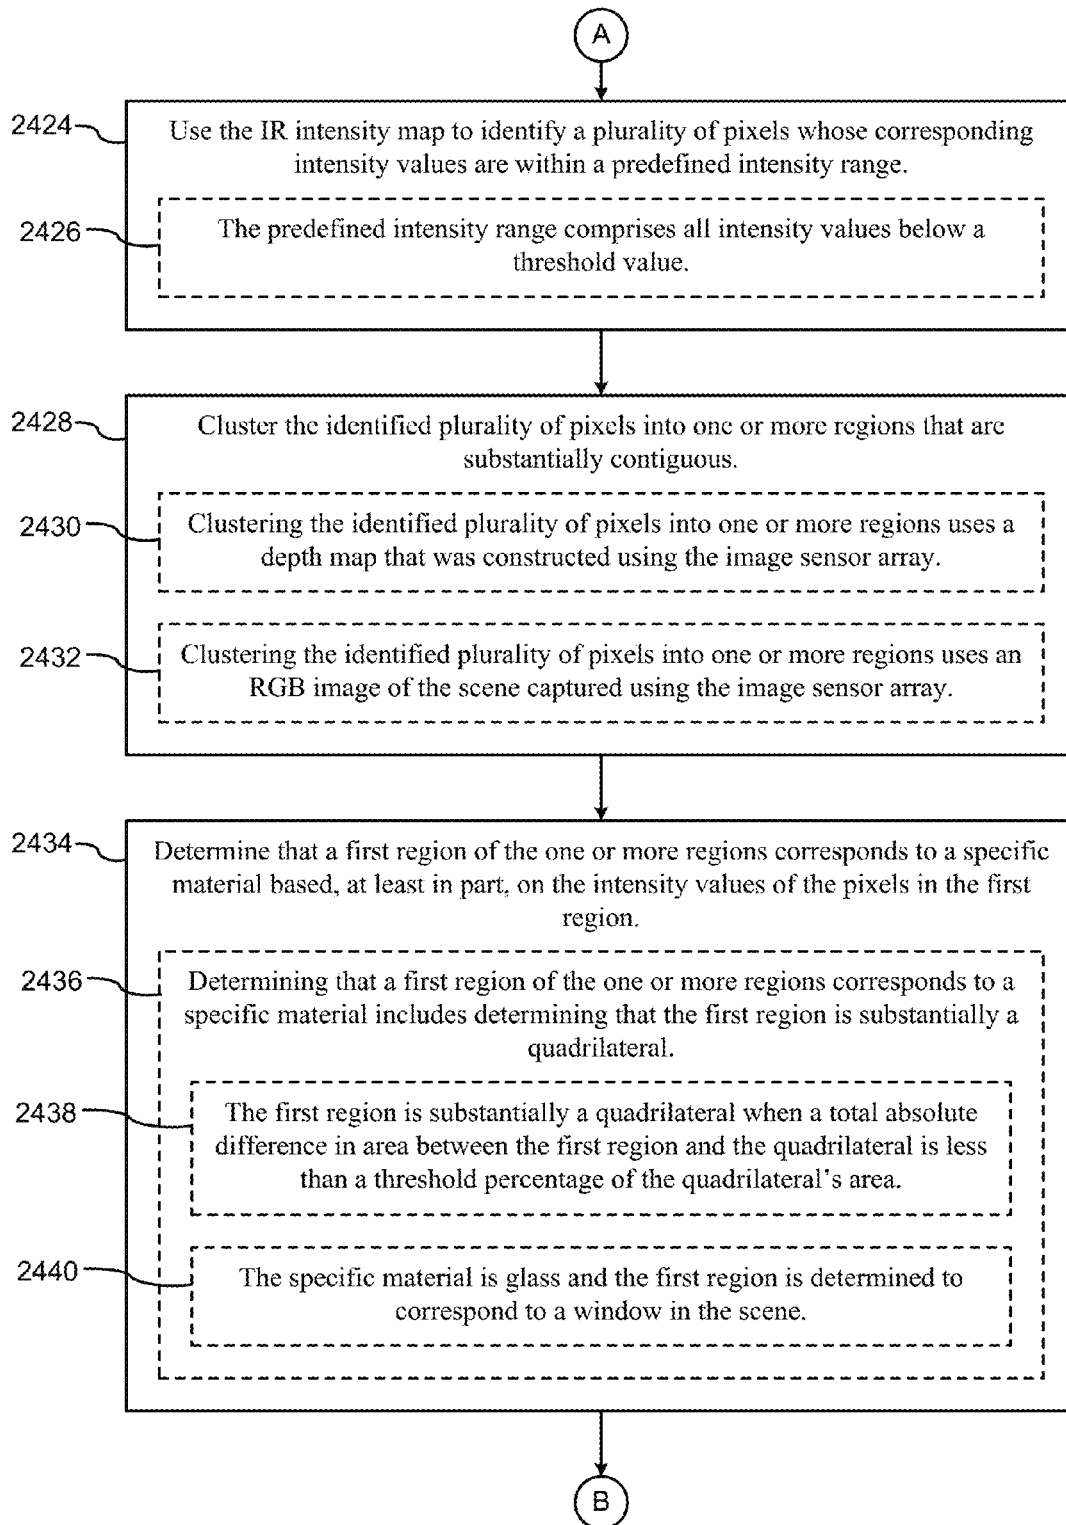 A
2424
Use the IR intensity map to identify a plurality of pixels whose corresponding
intensity values are within a predefined intensity range.
2426
The predefined intensity range comprises all intensity values below a
threshold value.
2428
Cluster the identified plurality of pixels into one or more regions that are
substantially contiguous.
2430
Clustering the identified plurality of pixels into one or more regions uses a
depth map that was constructed using the image sensor array.
2432
Clustering the identified plurality of pixels into one or more regions uses an
RGB image of the scene captured using the image sensor array.
2434
Determine that a first region of the one or more regions corresponds to a specific
material based, at least in part, on the intensity values of the pixels in the first
region.
2436
Determining that a first region of the one or more regions corresponds to a
specific material includes determining that the first region is substantially a
quadrilateral.
2438
The first region is substantially a quadrilateral when a total absolute
difference in area between the first region and the quadrilateral is less
than a threshold percentage of the quadrilateral's area.
2440
The specific material is glass and the first region is determined to
correspond to a window in the scene.
B